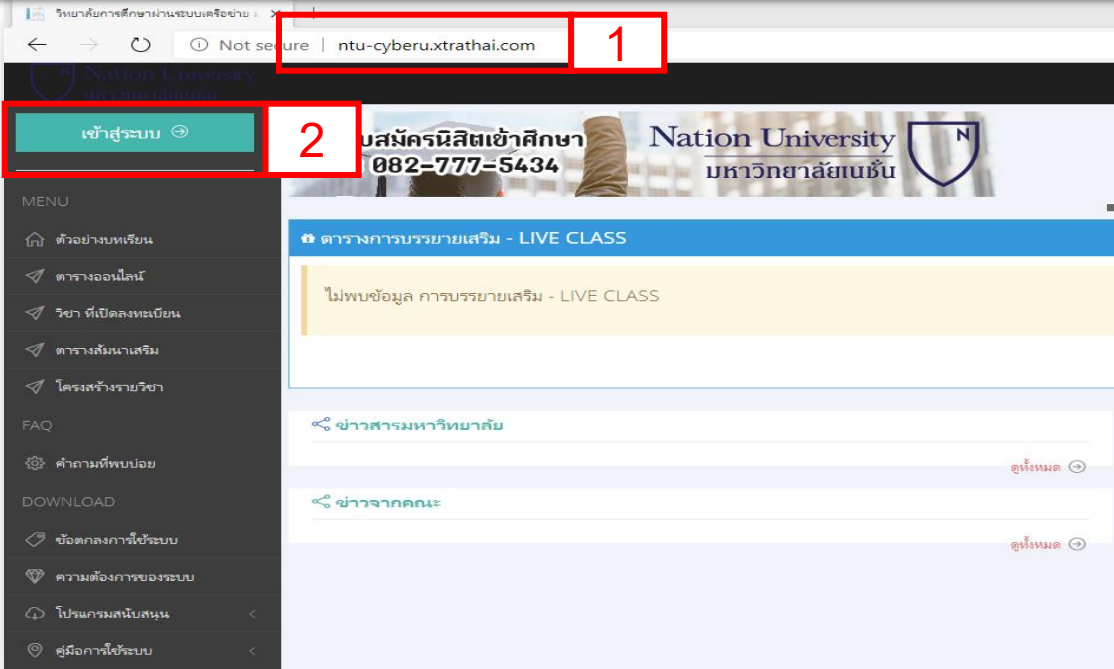 วิทยาลัยการศึกษาผ่านระบบเครือข่าย
Not secure | ntu-cyberu.xtrathai.com
1
Nation University
มหาวิทยาลัยเนชั่น
เข้าสู่ระบบ
2
บสมัครนิสิตเข้าศึกษา
082-777-5434
Nation University
มหาวิทยาลัยเนชั่น
N
MENU
ตัวอย่างบทเรียน
ตารางออนไลน์
วิชา ที่เปิดลงทะเบียน
ตารางสัมนาเสริม
โครงสร้างรายวิชา
FAQ
คำถามที่พบบ่อย
DOWNLOAD
ข้อตกลงการใช้ระบบ
ความต้องการของระบบ
โปรแกรมสนับสนุน
คู่มือการใช้ระบบ
ตารางการบรรยายเสริม - LIVE CLASS
ไม่พบข้อมูล การบรรยายเสริม - LIVE CLASS
ข่าวสารมหาวิทยาลัย
ดูทั้งหมด
ข่าวจากคณะ
ดูทั้งหมด